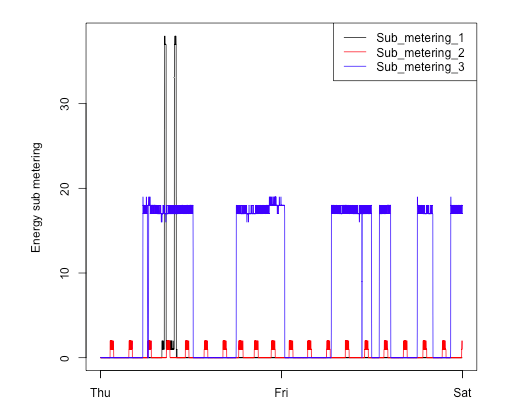 Sub_metering_1
Sub_metering_2
Sub_metering_3
Energy sub metering
30
20
10
0
Thu Fri Sat